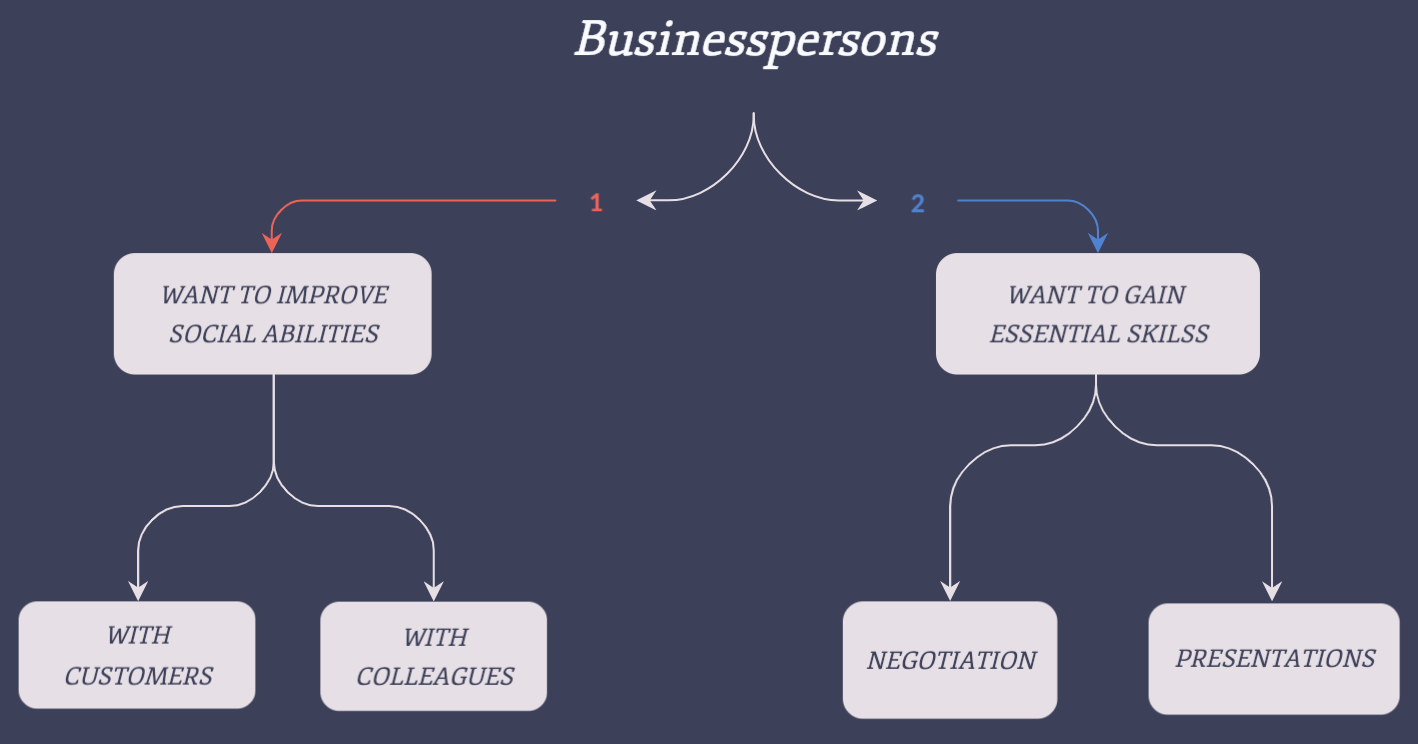 Businesspersons
1
2
WANT TO IMPROVE
SOCIAL ABILITIES
WANT TO GAIN
ESSENTIAL SKILSS
WITH
CUSTOMERS
WITH
COLLEAGUES
NEGOTIATION
PRESENTATIONS